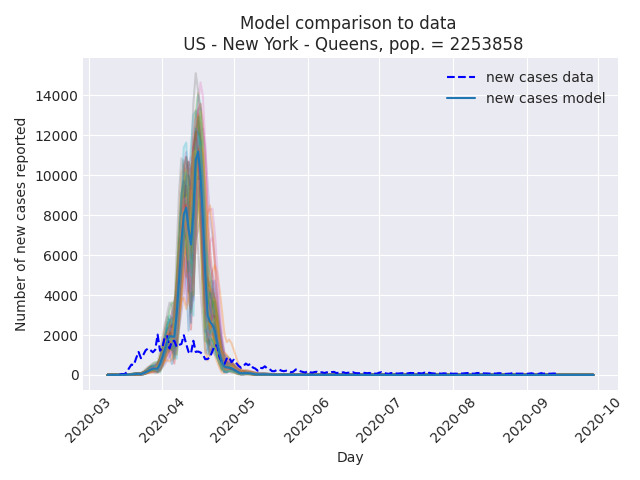 Model comparison to data
US - New York - Queens, pop. = 2253858
new cases data
new cases model
Number of new cases reported
14000
12000
10000
8000
6000
4000
2000
0
2020-03
2020-04
2020-05
2020-06
2020-07
2020-08
2020-09
2020-10
Day